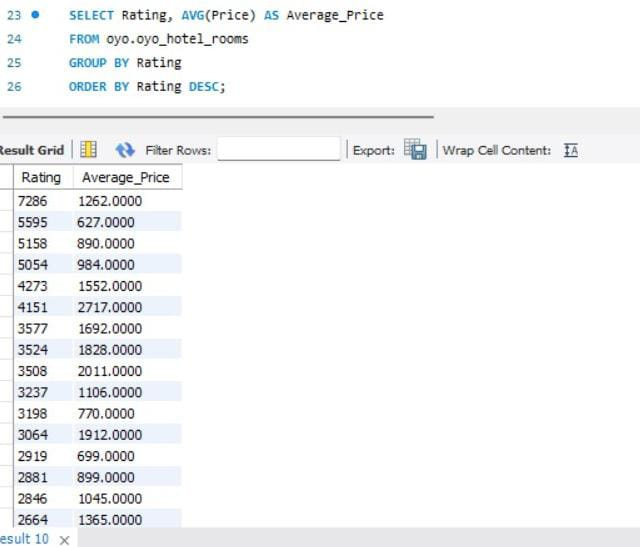 23 SELECT Rating, AVG(Price) AS Average_Price
24 FROM oyo.oyo_hotel_rooms
25 GROUP BY Rating
26 ORDER BY Rating DESC;
Result Grid Filter Rows: Export: Wrap Cell Content: IA
Rating Average_Price
7286 1262.0000
5595 627.0000
5158 890.0000
5054 984.0000
4273 1552.0000
4151 2717.0000
3577 1692.0000
3524 1828.0000
3508 2011.0000
3237 1106.0000
3198 770.0000
3064 1912.0000
2919 699.0000
2881 899.0000
2846 1045.0000
2664 1365.0000
esult 10 ×